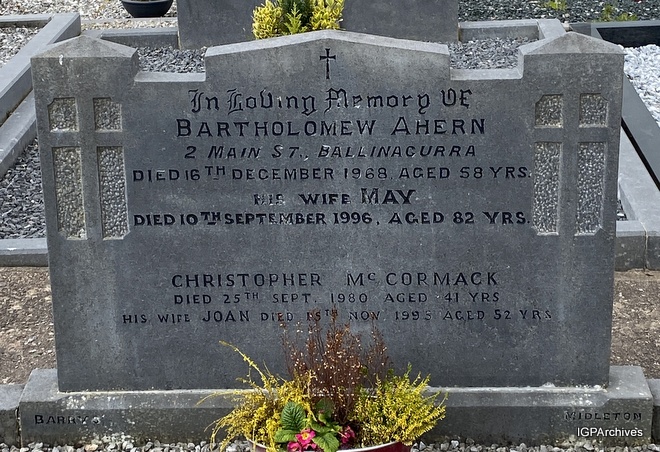 In Loving Memory Of
BARTHOLOMEW AHERN
2 MAIN ST., BALLINACURRA
DIED 16TH DECEMBER 1968, AGED 58 YRS.
HIS WIFE MAY
DIED 10TH SEPTEMBER 1996, AGED 82 YRS.
CHRISTOPHER Mc CORMACK
DIED 25TH SEPT. 1980 AGED 41 YRS
HIS WIFE JOAN DIED NOV 1995 AGED 52 YRS
BARRYS
MIDLETON
IGPArchives